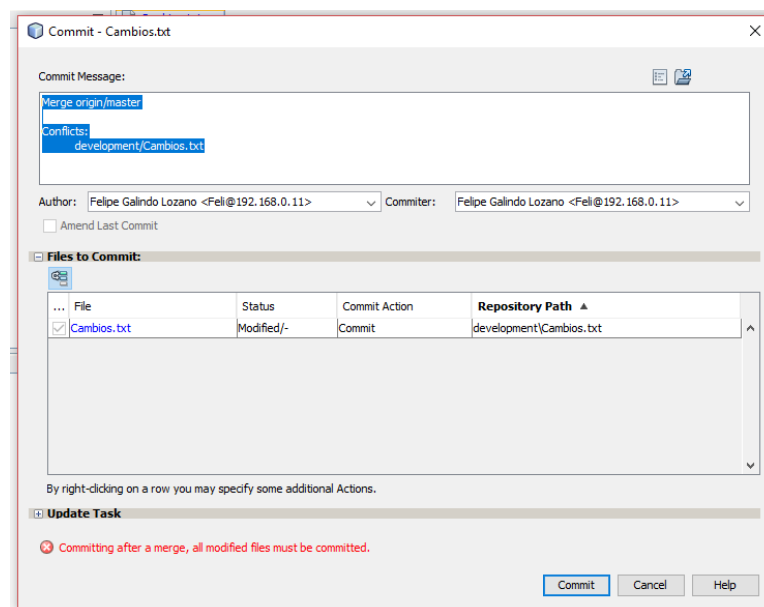 Commit - Cambios.txt
Commit Message:
Merge origin/master
Conflicts:
development/Cambios.txt
Author: Felipe Galindo Lozano <Feli@192.168.0.11> Commiter: Felipe Galindo Lozano <Feli@192.168.0.11>
Amend Last Commit
Files to Commit:
... File Status Commit Action Repository Path
Cambios.txt Modified/- Commit development\Cambios.txt
By right-clicking on a row you may specify some additional Actions.
Update Task
Committing after a merge, all modified files must be committed.
Commit Cancel Help